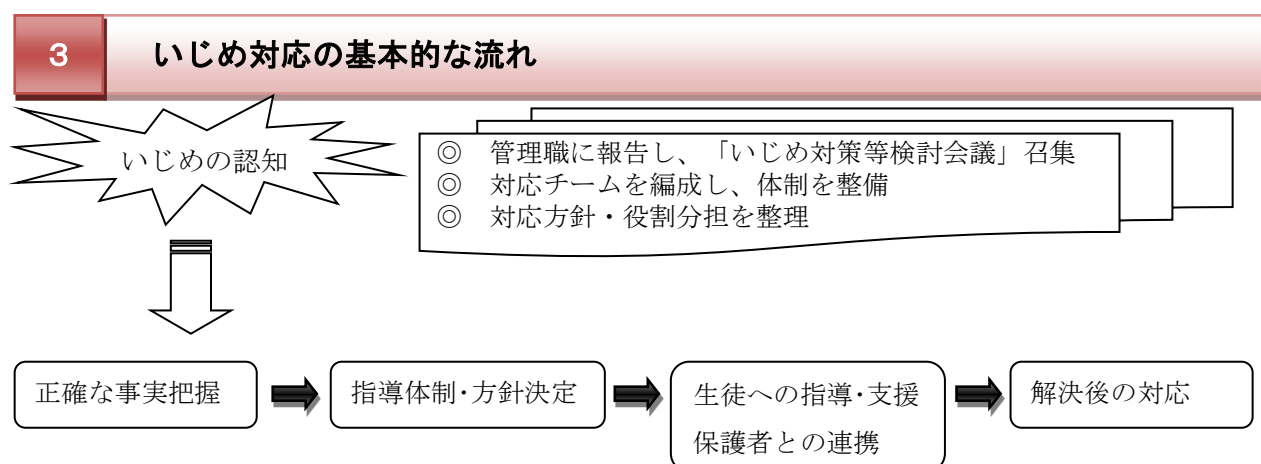 3 いじめ対応の基本的な流れ
いじめの認知
◎ 管理職に報告し、「いじめ対策等検討会議」召集
◎ 対応チームを編成し、体制を整備
◎ 対応方針・役割分担を整理
正確な事実把握
指導体制・方針決定
生徒への指導・支援
保護者との連携
解決後の対応